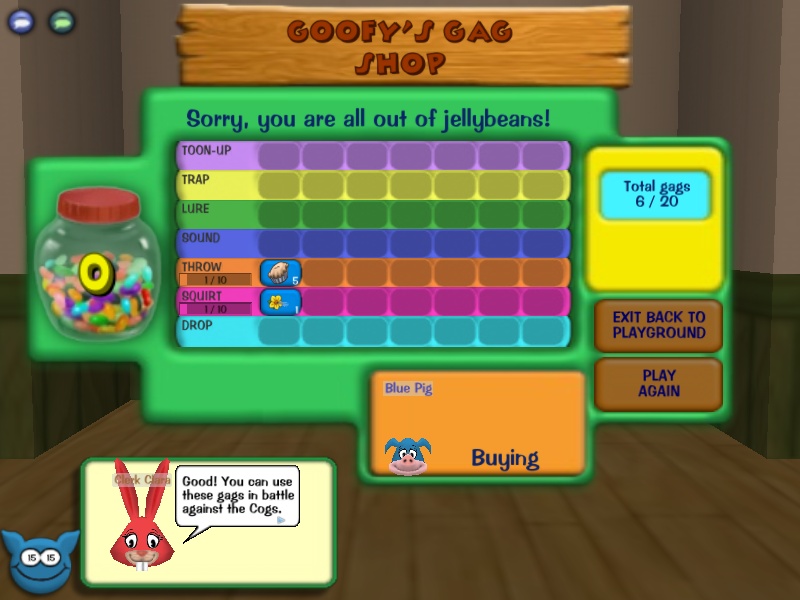 GOOFY'S GAG
SHOP
Sorry, you are all out of jellybeans!
TOON-UP
TRAP
LURE
SOUND
THROW
1 / 10
5
SQUIRT
1 / 10
1
DROP
0
Total gags
6 / 20
EXIT BACK TO
PLAYGROUND
PLAY
AGAIN
Blue Pig
Buying
Clerk Clara
Good! You can use
these gags in battle
against the Cogs.
15 15